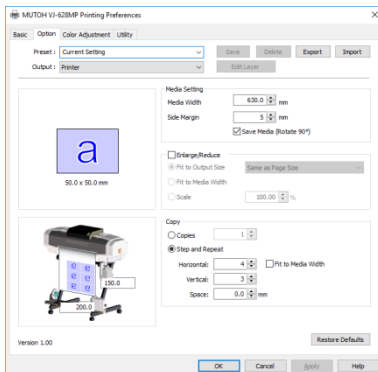 MUTOH VJ-628MP Printing Preferences
Basic Option Color Adjustment Utility
Preset : Current Setting Save Delete Export Import
Output : Printer Edit Layer
Media Setting
Media Width 630.0 mm
Side Margin 5 mm
Save Media (Rotate 90°)
a
50.0 x 50.0 mm
Enlarge/Reduce
Fit to Output Size Same as Page Size
Fit to Media Width
Scale 100.00 %
Copy
Copies 1
Step and Repeat
Horizontal: 4 Fit to Media Width
Vertical: 3
Space: 0.0 mm
150.0
200.0
Version 1.00 Restore Defaults
OK Cancel Apply Help